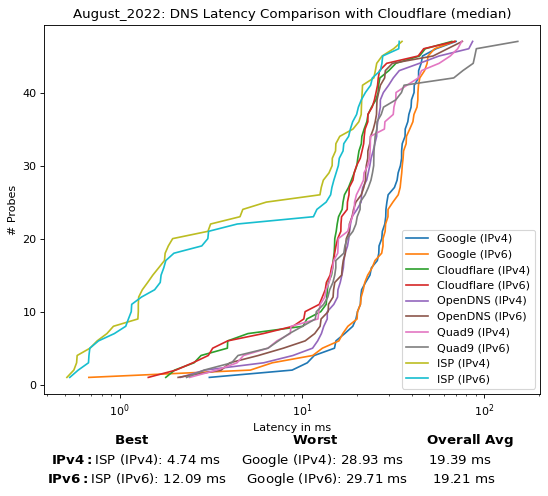 August_2022: DNS Latency Comparison with Cloudflare (median)
# Probes
40
30
20
10
0
Google (IPv4)
Google (IPv6)
Cloudflare (IPv4)
Cloudflare (IPv6)
OpenDNS (IPv4)
OpenDNS (IPv6)
Quad9 (IPv4)
Quad9 (IPv6)
ISP (IPv4)
ISP (IPv6)
10⁰ 10¹ 10²
Latency in ms
Best Worst Overall Avg
IPv4: ISP (IPv4): 4.74 ms Google (IPv4): 28.93 ms 19.39 ms
IPv6: ISP (IPv6): 12.09 ms Google (IPv6): 29.71 ms 19.21 ms